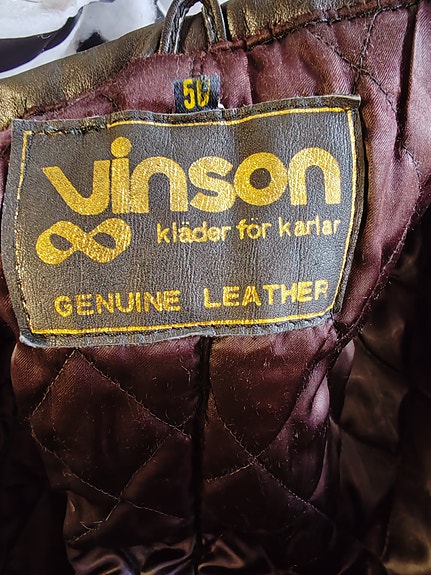 50
vinson
kläder för karlar
GENUINE LEATHER